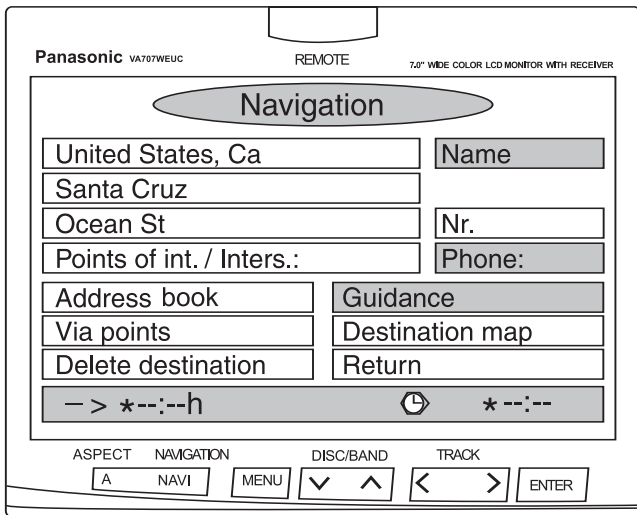 Panasonic VA707WEUC REMOTE 7.0" WIDE COLOR LCD MONITOR WITH RECEIVER
Navigation
United States, Ca Name
Santa Cruz
Ocean St Nr.
Points of int. / Inters.: Phone:
Address book Guidance
Via points Destination map
Delete destination Return
–> *--:--h *--:--
ASPECT NAVIGATION DISC/BAND TRACK
A NAVI MENU ENTER